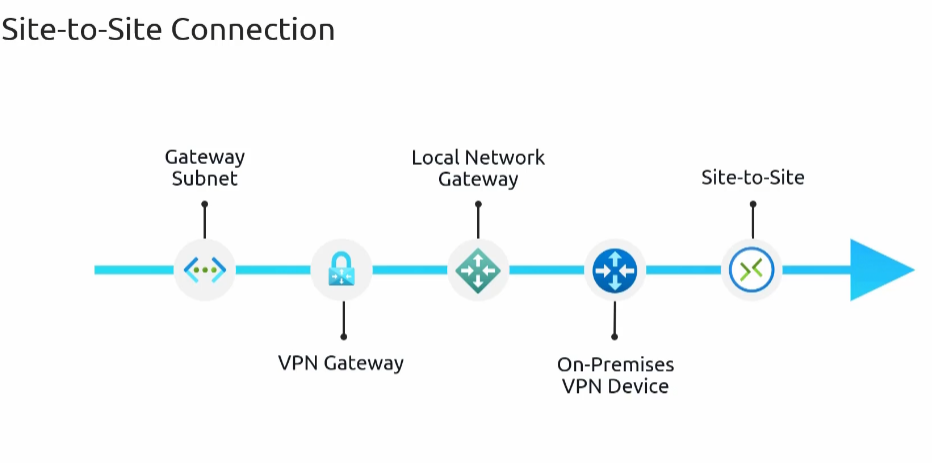 Site-to-Site Connection
Gateway
Subnet
Local Network
Gateway
Site-to-Site
VPN Gateway
On-Premises
VPN Device